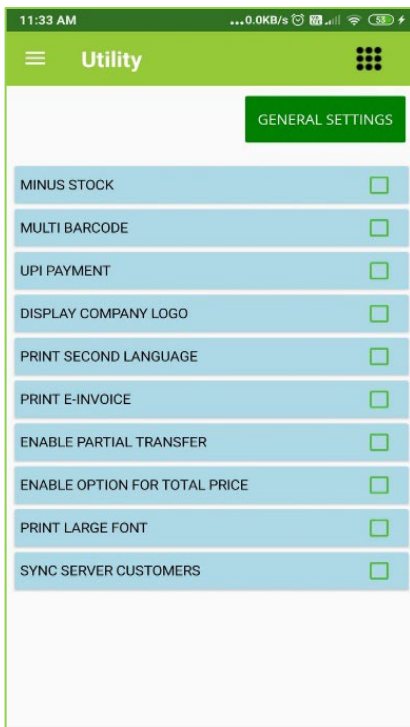 11:33 AM ...0.0KB/s 53
Utility
GENERAL SETTINGS
MINUS STOCK
MULTI BARCODE
UPI PAYMENT
DISPLAY COMPANY LOGO
PRINT SECOND LANGUAGE
PRINT E-INVOICE
ENABLE PARTIAL TRANSFER
ENABLE OPTION FOR TOTAL PRICE
PRINT LARGE FONT
SYNC SERVER CUSTOMERS